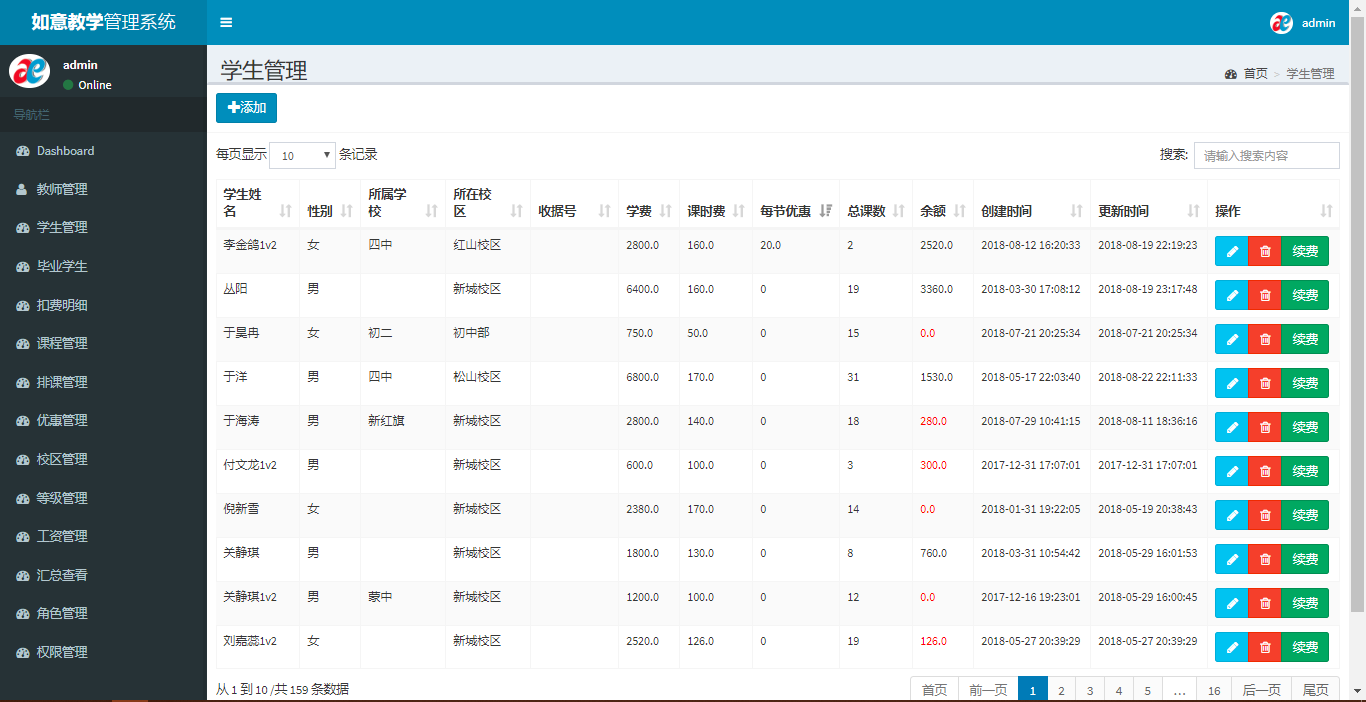 如意教学管理系统
admin
admin
Online
导航栏
Dashboard
教师管理
学生管理
毕业学生
扣费明细
课程管理
排课管理
优惠管理
校区管理
等级管理
工资管理
汇总查看
角色管理
权限管理
学生管理
首页 > 学生管理
添加
每页显示 10 条记录
搜索: 请输入搜索内容
学生姓名 性别 所属学校 所在校区 收据号 学费 课时费 每节优惠 总课数 余额 创建时间 更新时间 操作
李金鸽1v2 女 四中 红山校区 2800.0 160.0 20.0 2 2520.0 2018-08-12 16:20:33 2018-08-19 22:19:23 续费
丛阳 男 新城校区 6400.0 160.0 0 19 3360.0 2018-03-30 17:08:12 2018-08-19 23:17:48 续费
于昊冉 女 初二 初中部 750.0 50.0 0 15 0.0 2018-07-21 20:25:34 2018-07-21 20:25:34 续费
于洋 男 四中 松山校区 6800.0 170.0 0 31 1530.0 2018-05-17 22:03:40 2018-08-22 22:11:33 续费
于海涛 男 新红旗 新城校区 2800.0 140.0 0 18 280.0 2018-07-29 10:41:15 2018-08-11 18:36:16 续费
付文龙1v2 男 新城校区 600.0 100.0 0 3 300.0 2017-12-31 17:07:01 2017-12-31 17:07:01 续费
倪新雪 女 新城校区 2380.0 170.0 0 14 0.0 2018-01-31 19:22:05 2018-05-19 20:38:43 续费
关静琪 男 新城校区 1800.0 130.0 0 8 760.0 2018-03-31 10:54:42 2018-05-29 16:01:53 续费
关静琪1v2 男 蒙中 新城校区 1200.0 100.0 0 12 0.0 2017-12-16 19:23:01 2018-05-29 16:00:45 续费
刘嘉蕊1v2 女 新城校区 2520.0 126.0 0 19 126.0 2018-05-27 20:39:29 2018-05-27 20:39:29 续费
从 1 到 10 /共 159 条数据
首页 前一页 1 2 3 4 5 … 16 后一页 尾页